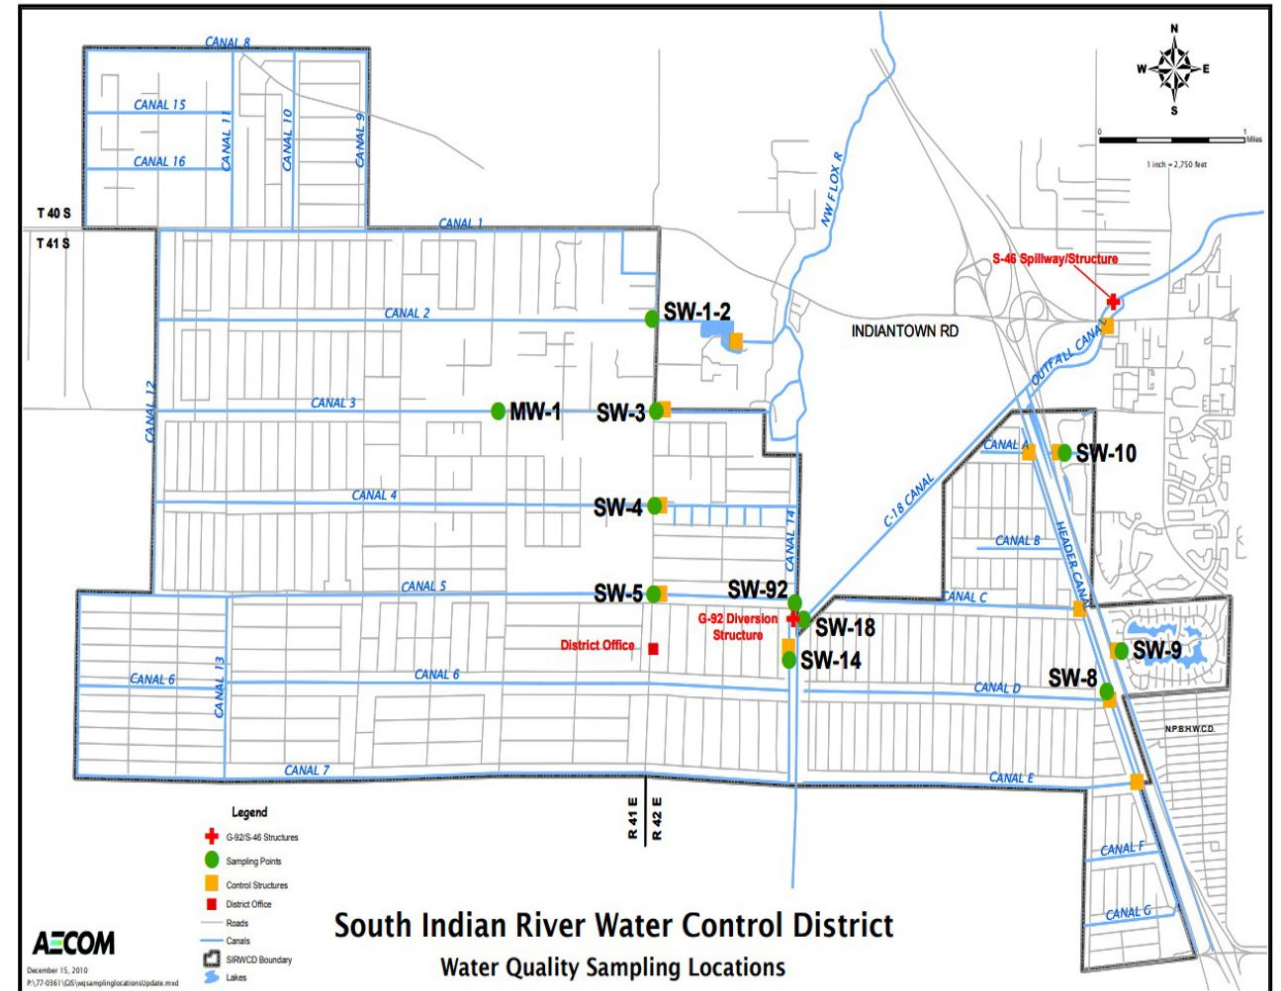 CANAL 8
N
W E
S
CANAL 15
CANAL 11
CANAL 10
CANAL 9
0 1
Miles
1 inch = 2,750 feet
CANAL 16
NW FLOX R
T 40 S
CANAL 1
T 41 S
S-46 Spillway/Structure
CANAL 2
SW-1-2
INDIANTOWN RD
OUTFALL CANAL
CANAL 12
CANAL 3
MW-1
SW-3
CANAL A
SW-10
C-18 CANAL
CANAL 4
SW-4
CANAL 14
CANAL B
HEADER CANAL
CANAL 5
SW-5
SW-92
CANAL C
G-92 Diversion
Structure
SW-18
District Office
SW-14
SW-9
CANAL 13
CANAL 6
CANAL 6
CANAL D
SW-8
N.P.B.H.W.C.D.
CANAL 7
CANAL E
R 41 E
R 42 E
Legend
G-92/S-46 Structures
Sampling Points
Control Structures
District Office
Roads
Canals
SIRWCD Boundary
Lakes
CANAL F
CANAL G
South Indian River Water Control District
Water Quality Sampling Locations
AECOM
December 15, 2010
P:\77-0361\GIS\wqsamplinglocationsUpdate.mxd